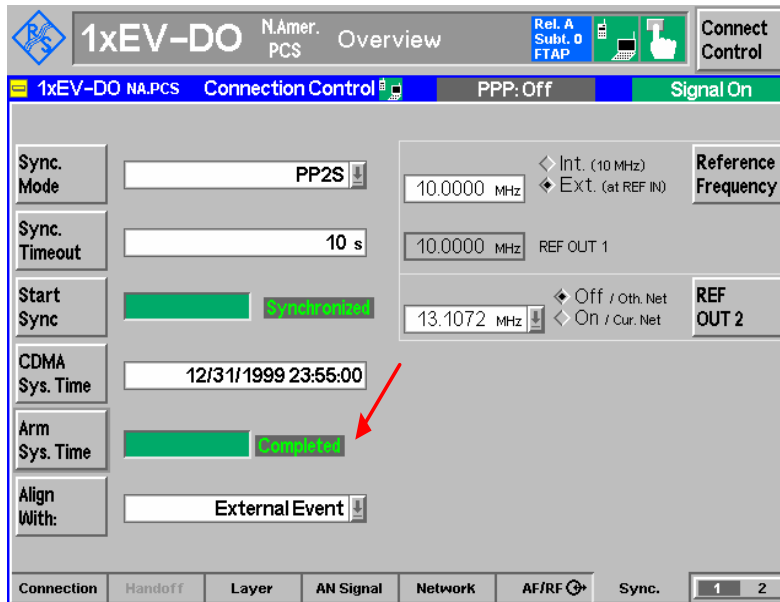 R S
1xEV-DO N.Amer. PCS Overview
Rel. A
Subt. 0
FTAP
Connect Control
1xEV-DO NA.PCS Connection Control PPP: Off Signal On
Sync. Mode PP2S
10.0000 MHz
Int. (10 MHz)
Ext. (at REF IN)
Reference Frequency
Sync. Timeout 10 s
10.0000 MHz REF OUT 1
Start Sync Synchronized
13.1072 MHz
Off / Oth. Net
On / Cur. Net
REF OUT 2
CDMA Sys. Time 12/31/1999 23:55:00
Arm Sys. Time Completed
Align With: External Event
Connection Handoff Layer AN Signal Network AF/RF Sync. 1 2